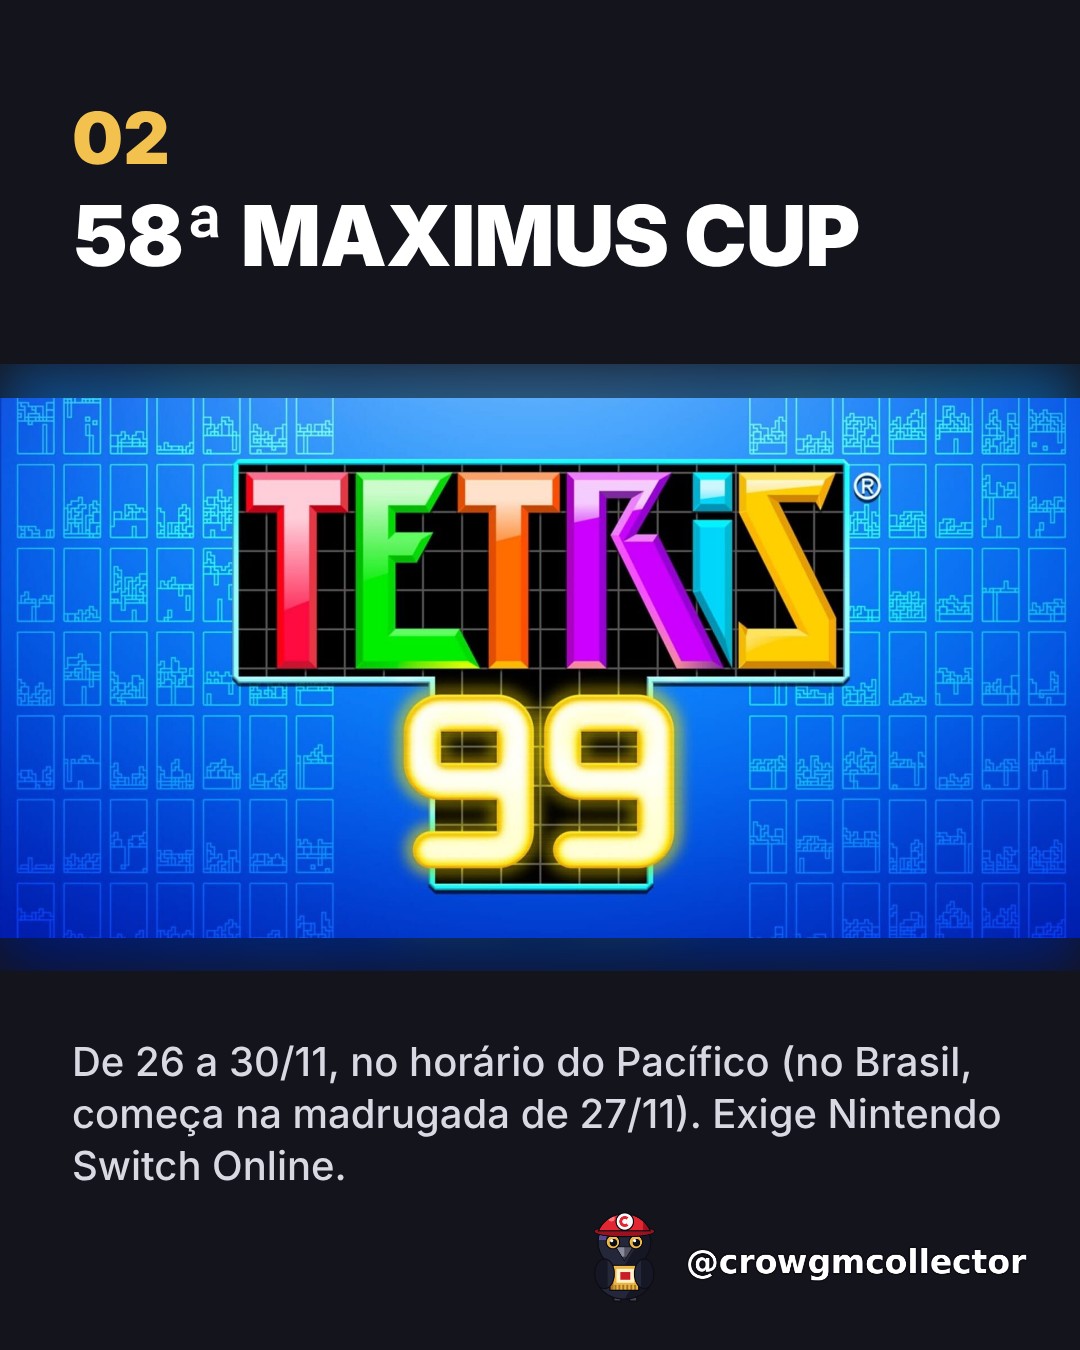 02
58ª MAXIMUS CUP
TETRiS®
99
De 26 a 30/11, no horário do Pacífico (no Brasil,
começa na madrugada de 27/11). Exige Nintendo
Switch Online.
C
@crowgmcollector